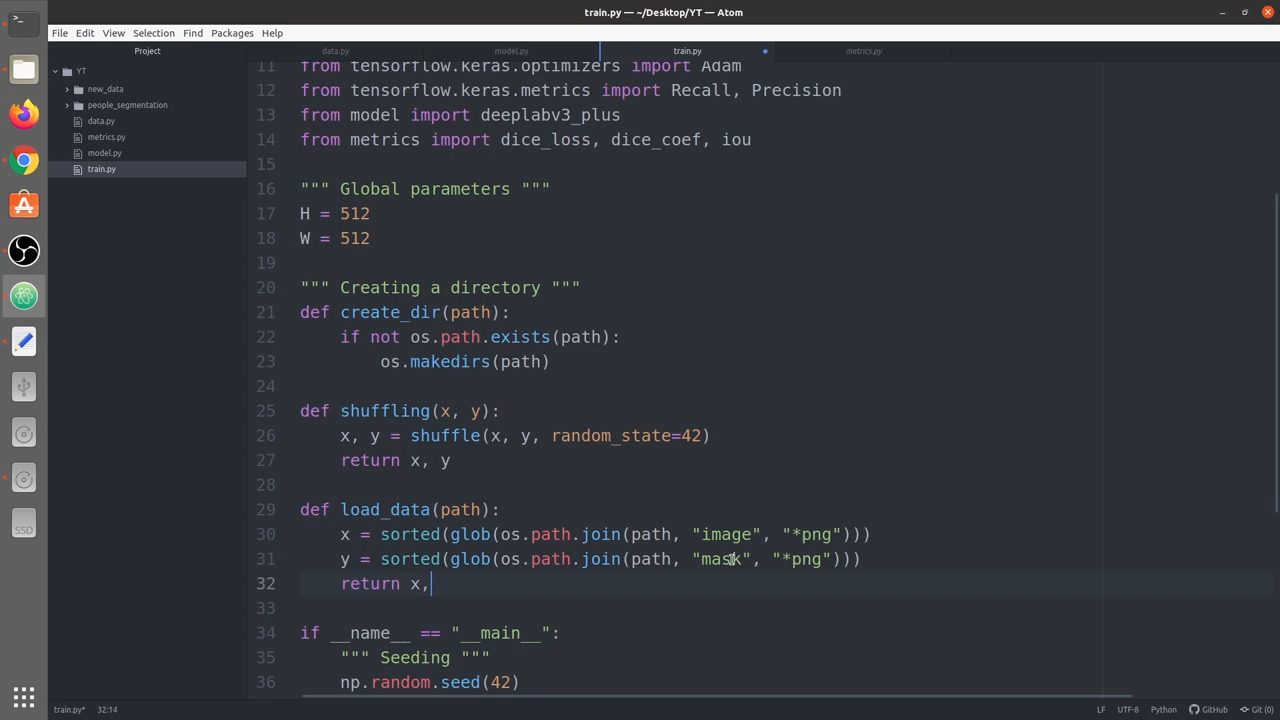 train.py — ~/Desktop/YT — Atom
File Edit View Selection Find Packages Help
Project
data.py
model.py
train.py
metrics.py
YT
new_data
people_segmentation
data.py
metrics.py
model.py
train.py
11 from tensorflow.keras.optimizers import Adam
12 from tensorflow.keras.metrics import Recall, Precision
13 from model import deeplabv3_plus
14 from metrics import dice_loss, dice_coef, iou
15
16 """ Global parameters """
17 H = 512
18 W = 512
19
20 """ Creating a directory """
21 def create_dir(path):
22     if not os.path.exists(path):
23         os.makedirs(path)
24
25 def shuffling(x, y):
26     x, y = shuffle(x, y, random_state=42)
27     return x, y
28
29 def load_data(path):
30     x = sorted(glob(os.path.join(path, "image", "*png")))
31     y = sorted(glob(os.path.join(path, "mask", "*png")))
32     return x,
33
34 if __name__ == "__main__":
35     """ Seeding """
36     np.random.seed(42)
SSD
train.py* 32:14
LF UTF-8 Python GitHub Git (0)